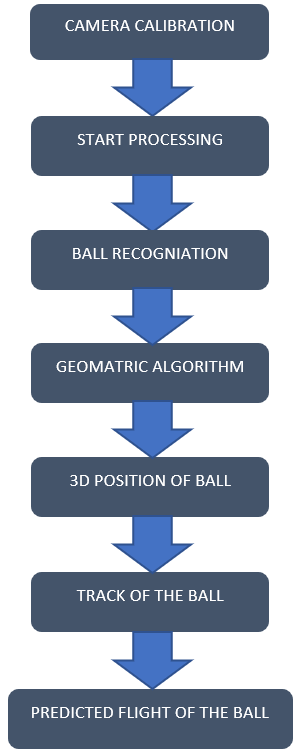 CAMERA CALIBRATION
START PROCESSING
BALL RECOGNIATION
GEOMATRIC ALGORITHM
3D POSITION OF BALL
TRACK OF THE BALL
PREDICTED FLIGHT OF THE BALL